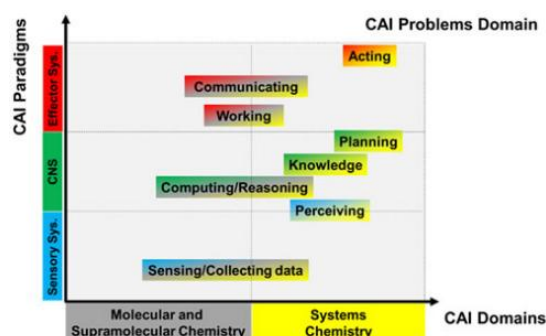 CAI Problems Domain
CAI Paradigms
Effector Sys.
CNS
Sensory Sys.
Acting
Communicating
Working
Planning
Knowledge
Computing/Reasoning
Perceiving
Sensing/Collecting data
Molecular and
Supramolecular Chemistry
Systems
Chemistry
CAI Domains